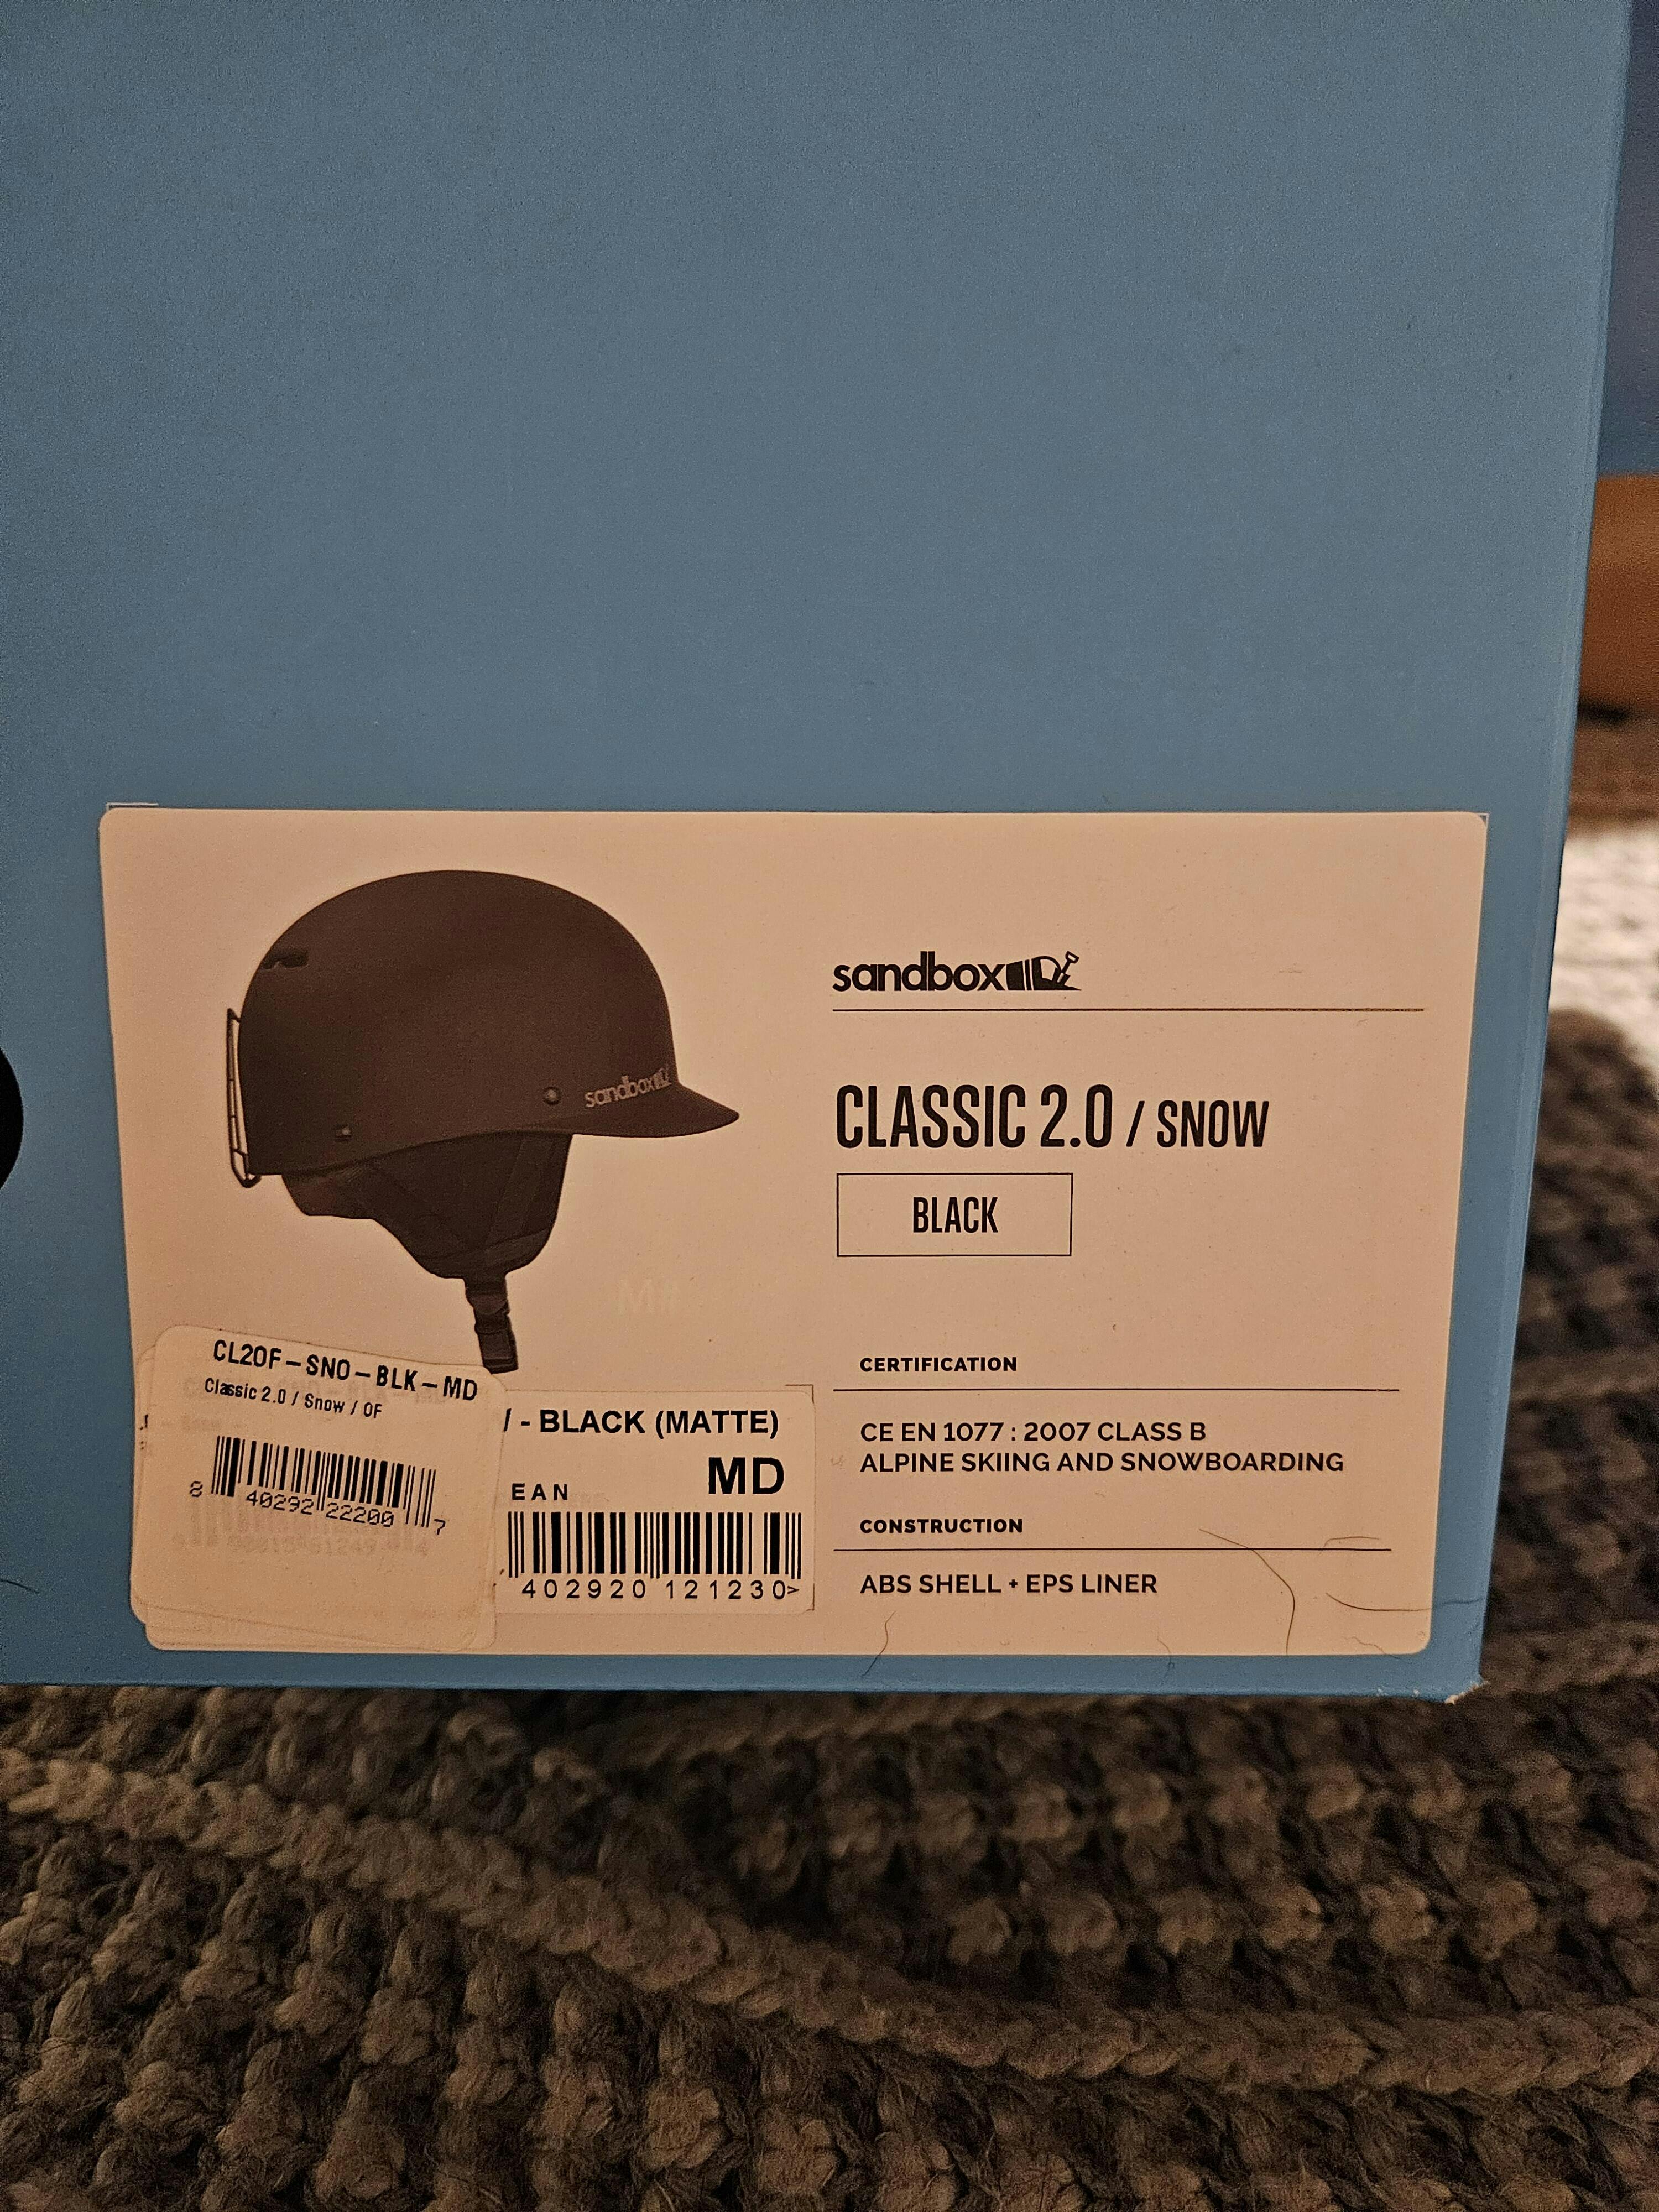 sandbox
sandbox
CLASSIC 2.0 / SNOW
BLACK
CERTIFICATION
CE EN 1077 : 2007 CLASS B
ALPINE SKIING AND SNOWBOARDING
CONSTRUCTION
ABS SHELL + EPS LINER
CL20F-SNO-BLK-MD
Classic 2.0 / Snow / OF
8 40292 22200 7
- BLACK (MATTE)
MD
EAN
402920 121230>